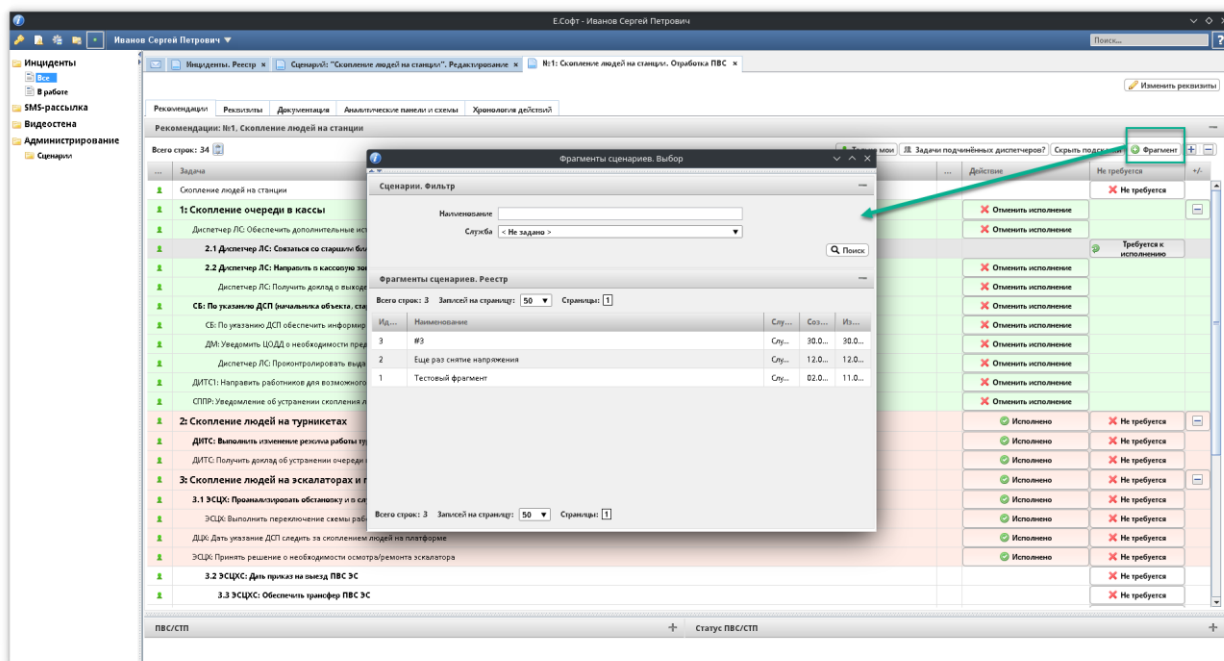 Е.Софт - Иванов Сергей Петрович
Иванов Сергей Петрович
Поиск...
?
Инциденты
Все
В работе
SMS-рассылка
Видеостена
Администрирование
Сценарии
Инциденты. Реестр
Сценарий: "Скопление людей на станции". Редактирование
№1: Скопление людей на станции. Отработка ПВС
Изменить реквизиты
Рекомендации Реквизиты Документация Аналитические панели и схемы Хронология действий
Рекомендации: №1, Скопление людей на станции
Всего строк: 34
мои Задачи подчинённых диспетчеров? Скрыть Фрагмент
... Задача ... Действие Не требуется +/-
Скопление людей на станции Не требуется
1: Скопление очереди в кассы Отменить исполнение
Диспетчер ЛС: Обеспечить дополнительные Отменить исполнение
2.1 Диспетчер ЛС: Связаться со старшим Требуется к исполнению
2.2 Диспетчер ЛС: Направить в кассовую Отменить исполнение
Диспетчер ЛС: Получить доклад о Отменить исполнение
СБ: По указанию ДСП (начальника объекта, Отменить исполнение
СБ: По указанию ДСП обеспечить Отменить исполнение
ДМ: Уведомить ЦОДД о необходимости Отменить исполнение
Диспетчер ЛС: Проконтролировать Отменить исполнение
ДИТС1: Направить работников для возможного Отменить исполнение
СППР: Уведомление об устранении скопления Отменить исполнение
2: Скопление людей на турникетах Исполнено Не требуется
ДИТС: Выполнить изменение режима работы Исполнено Не требуется
ДИТС: Получить доклад об устранении очереди Исполнено Не требуется
3: Скопление людей на эскалаторах и Исполнено Не требуется
3.1 ЭСЦХ: Проанализировать обстановку и в Исполнено Не требуется
ЭСЦХ: Выполнить переключение схемы Исполнено Не требуется
ДЦХ: Дать указание ДСП следить за скоплением людей на платформе Исполнено Не требуется
ЭСЦХ: Принять решение о необходимости осмотра/ремонта эскалатора Исполнено Не требуется
3.2 ЭСЦХС: Дать приказ на выезд ПВС ЭС Не требуется
3.3 ЭСЦХС: Обеспечить трансфер ПВС ЭС Не требуется
ПВС/СТП Статус ПВС/СТП
Фрагменты сценариев. Выбор
Сценарии. Фильтр
Наименование
Служба < Не задано >
Поиск
Фрагменты сценариев. Реестр
Всего строк: 3 Записей на страницу: 50 Страницы: 1
Ид... Наименование Слу... Соз... Из...
3 #3 Слу... 30.0... 30.0...
2 Еще раз снятие напряжения Слу... 12.0... 12.0...
1 Тестовый фрагмент Слу... 02.0... 11.0...
Всего строк: 3 Записей на страницу: 50 Страницы: 1